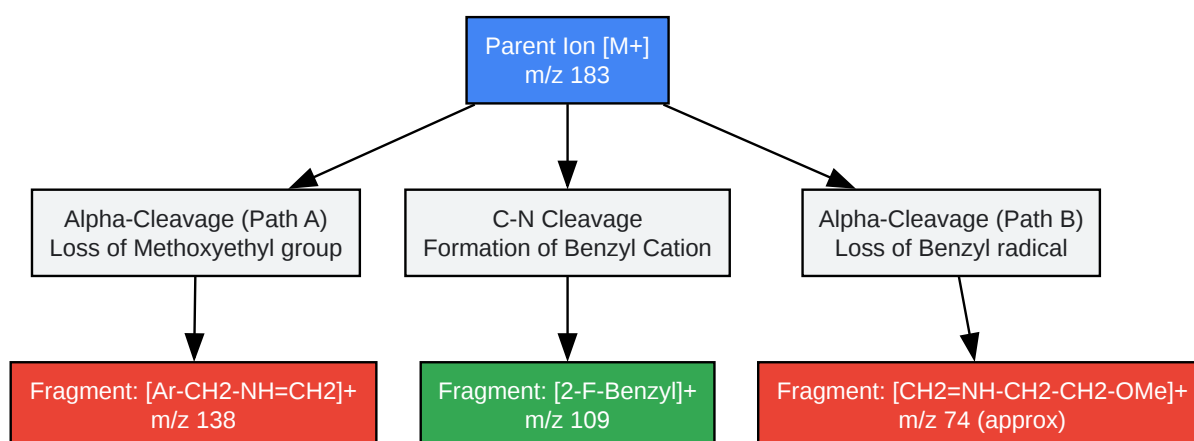 Parent Ion [M+]
m/z 183
Alpha-Cleavage (Path A)
Loss of Methoxyethyl group
C-N Cleavage
Formation of Benzyl Cation
Alpha-Cleavage (Path B)
Loss of Benzyl radical
Fragment: [Ar-CH2-NH=CH2]+
m/z 138
Fragment: [2-F-Benzyl]+
m/z 109
Fragment: [CH2=NH-CH2-CH2-OMe]+
m/z 74 (approx)